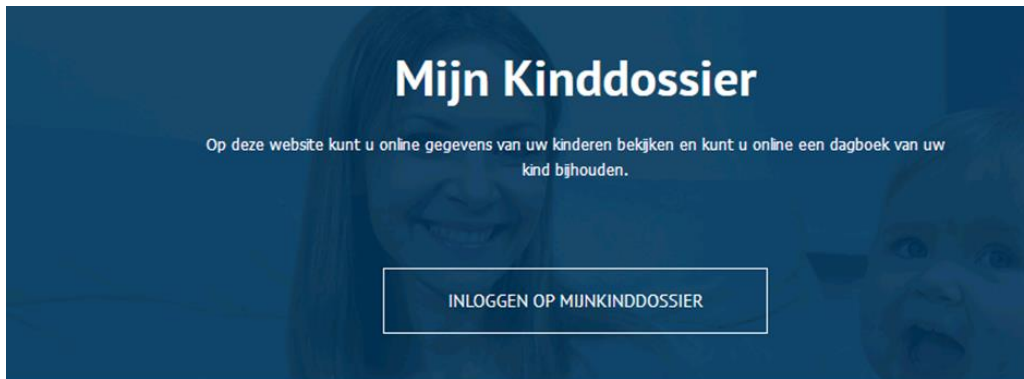 Mijn Kinddossier
Op deze website kunt u online gegevens van uw kinderen bekijken en kunt u online een dagboek van uw
kind bijhouden.
INLOGGEN OP MIJNKINDDOSSIER